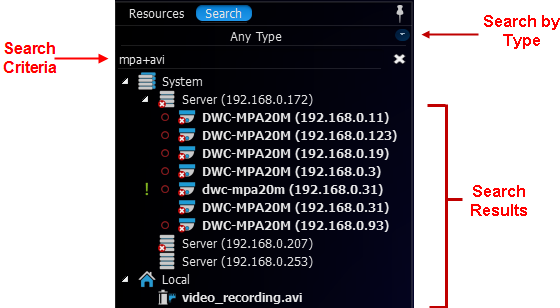 Resources Search
Any Type
Search by
Type
Search
Criteria
mpa+avi
System
Server (192.168.0.172)
DWC-MPA20M (192.168.0.11)
DWC-MPA20M (192.168.0.123)
DWC-MPA20M (192.168.0.19)
DWC-MPA20M (192.168.0.3)
dwc-mpa20m (192.168.0.31)
DWC-MPA20M (192.168.0.31)
DWC-MPA20M (192.168.0.93)
Server (192.168.0.207)
Server (192.168.0.253)
Local
video_recording.avi
Search
Results